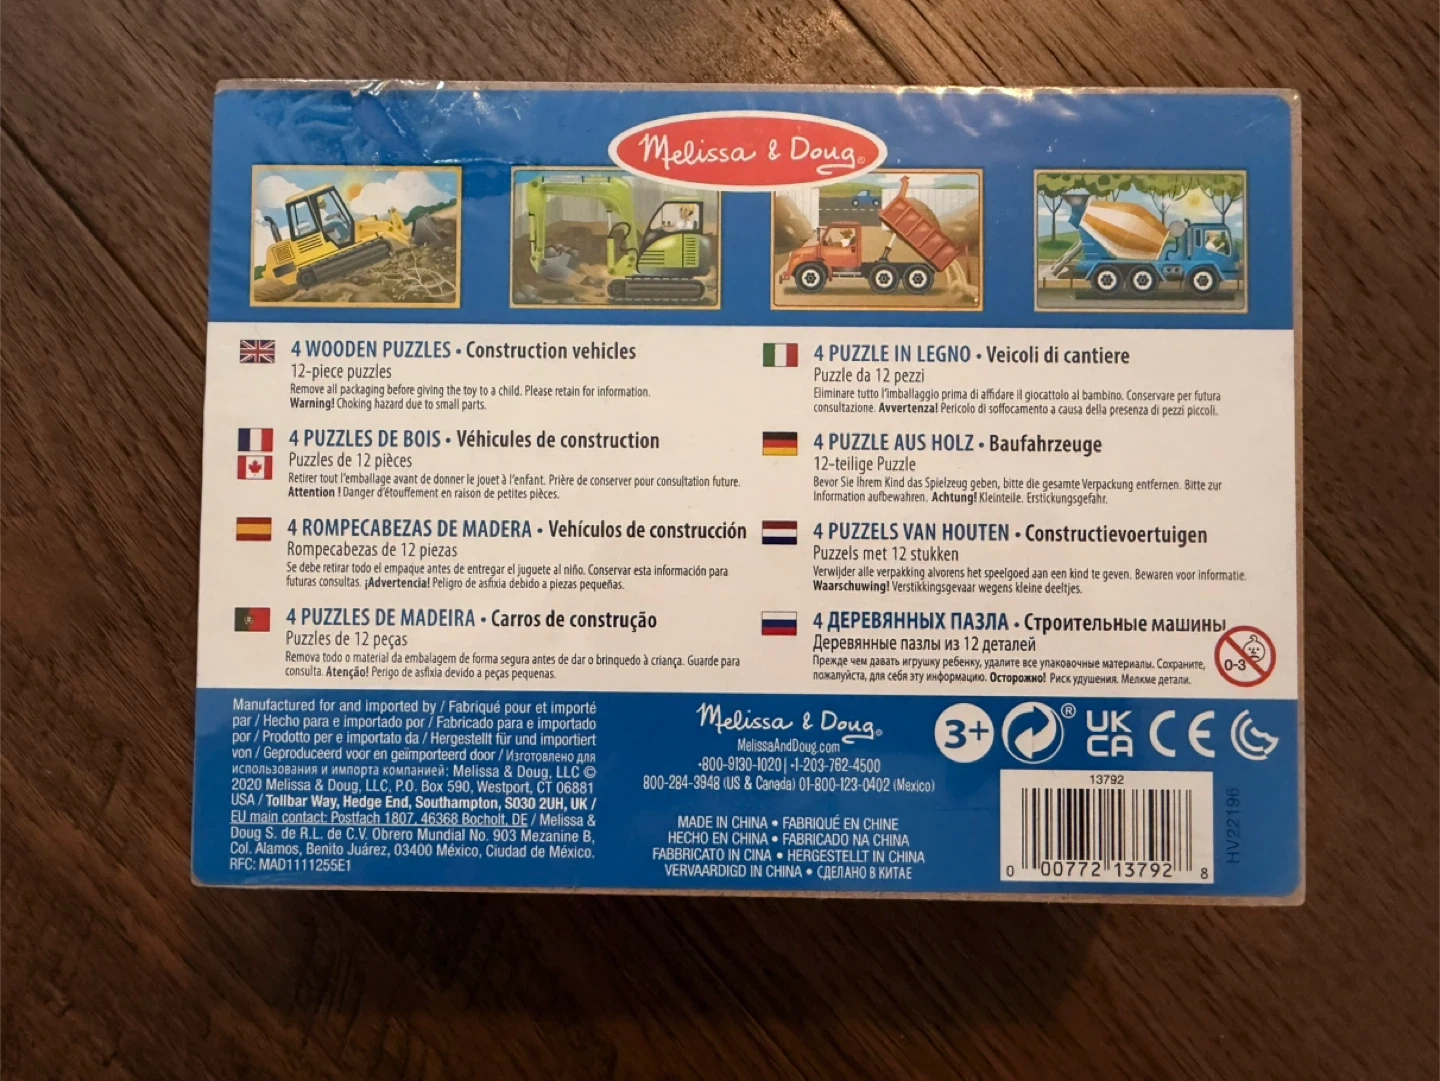 Melissa & Doug®
4 WOODEN PUZZLES • Construction vehicles
12-piece puzzles
Remove all packaging before giving the toy to a child. Please retain for information.
Warning! Choking hazard due to small parts.
4 PUZZLES DE BOIS • Véhicules de construction
Puzzles de 12 pièces
Retirer tout l'emballage avant de donner le jouet à l'enfant. Prière de conserver pour consultation future.
Attention ! Danger d'étouffement en raison de petites pièces.
4 ROMPECABEZAS DE MADERA • Vehículos de construcción
Rompecabezas de 12 piezas
Se debe retirar todo el empaque antes de entregar el juguete al niño. Conservar esta información para
futuras consultas. ¡Advertencia! Peligro de asfixia debido a piezas pequeñas.
4 PUZZLES DE MADEIRA • Carros de construção
Puzzles de 12 peças
Remova todo o material da embalagem de forma segura antes de dar o brinquedo à criança. Guarde para
consulta. Atenção! Perigo de asfixia devido a peças pequenas.
4 PUZZLE IN LEGNO • Veicoli di cantiere
Puzzle da 12 pezzi
Eliminare tutto l'imballaggio prima di affidare il giocattolo al bambino. Conservare per futura
consultazione. Avvertenza! Pericolo di soffocamento a causa della presenza di pezzi piccoli.
4 PUZZLE AUS HOLZ • Baufahrzeuge
12-teilige Puzzle
Bevor Sie Ihrem Kind das Spielzeug geben, bitte die gesamte Verpackung entfernen. Bitte zur
Information aufbewahren. Achtung! Kleinteile. Erstickungsgefahr.
4 PUZZELS VAN HOUTEN • Constructievoertuigen
Puzzels met 12 stukken
Verwijder alle verpakking alvorens het speelgoed aan een kind te geven. Bewaren voor informatie.
Waarschuwing! Verstikkingsgevaar wegens kleine deeltjes.
4 ДЕРЕВЯННЫХ ПАЗЛА • Строительные машины
Деревянные пазлы из 12 деталей
Прежде чем давать игрушку ребенку, удалите все упаковочные материалы. Сохраните,
пожалуйста, для себя эту информацию. Осторожно! Риск удушения. Мелкие детали.
0-3
Manufactured for and imported by / Fabriqué pour et importé
par / Hecho para e importado por / Fabricado para e importado
por / Prodotto per e importato da / Hergestellt für und importiert
von / Geproduceerd voor en geïmporteerd door / Изготовлено для
использования и импорта компанией: Melissa & Doug, LLC ©
2020 Melissa & Doug, LLC, P.O. Box 590, Westport, CT 06881
USA / Tollbar Way, Hedge End, Southampton, S030 2UH, UK /
EU main contact: Postfach 1807, 46368 Bocholt, DE / Melissa &
Doug S. de R.L. de C.V. Obrero Mundial No. 903 Mezanine B,
Col. Alamos, Benito Juárez, 03400 México, Ciudad de México.
RFC: MAD1111255E1
Melissa & Doug®
MelissaAndDoug.com
+800-9130-1020 | +1-203-762-4500
800-284-3948 (US & Canada) 01-800-123-0402 (Mexico)
MADE IN CHINA • FABRIQUÉ EN CHINE
HECHO EN CHINA • FABRICADO NA CHINA
FABBRICATO IN CINA • HERGESTELLT IN CHINA
VERVAARDIGD IN CHINA • СДЕЛАНО В КИТАЕ
3+
®
UK
CA
CE
13792
0 00772 13792 8
HV22196